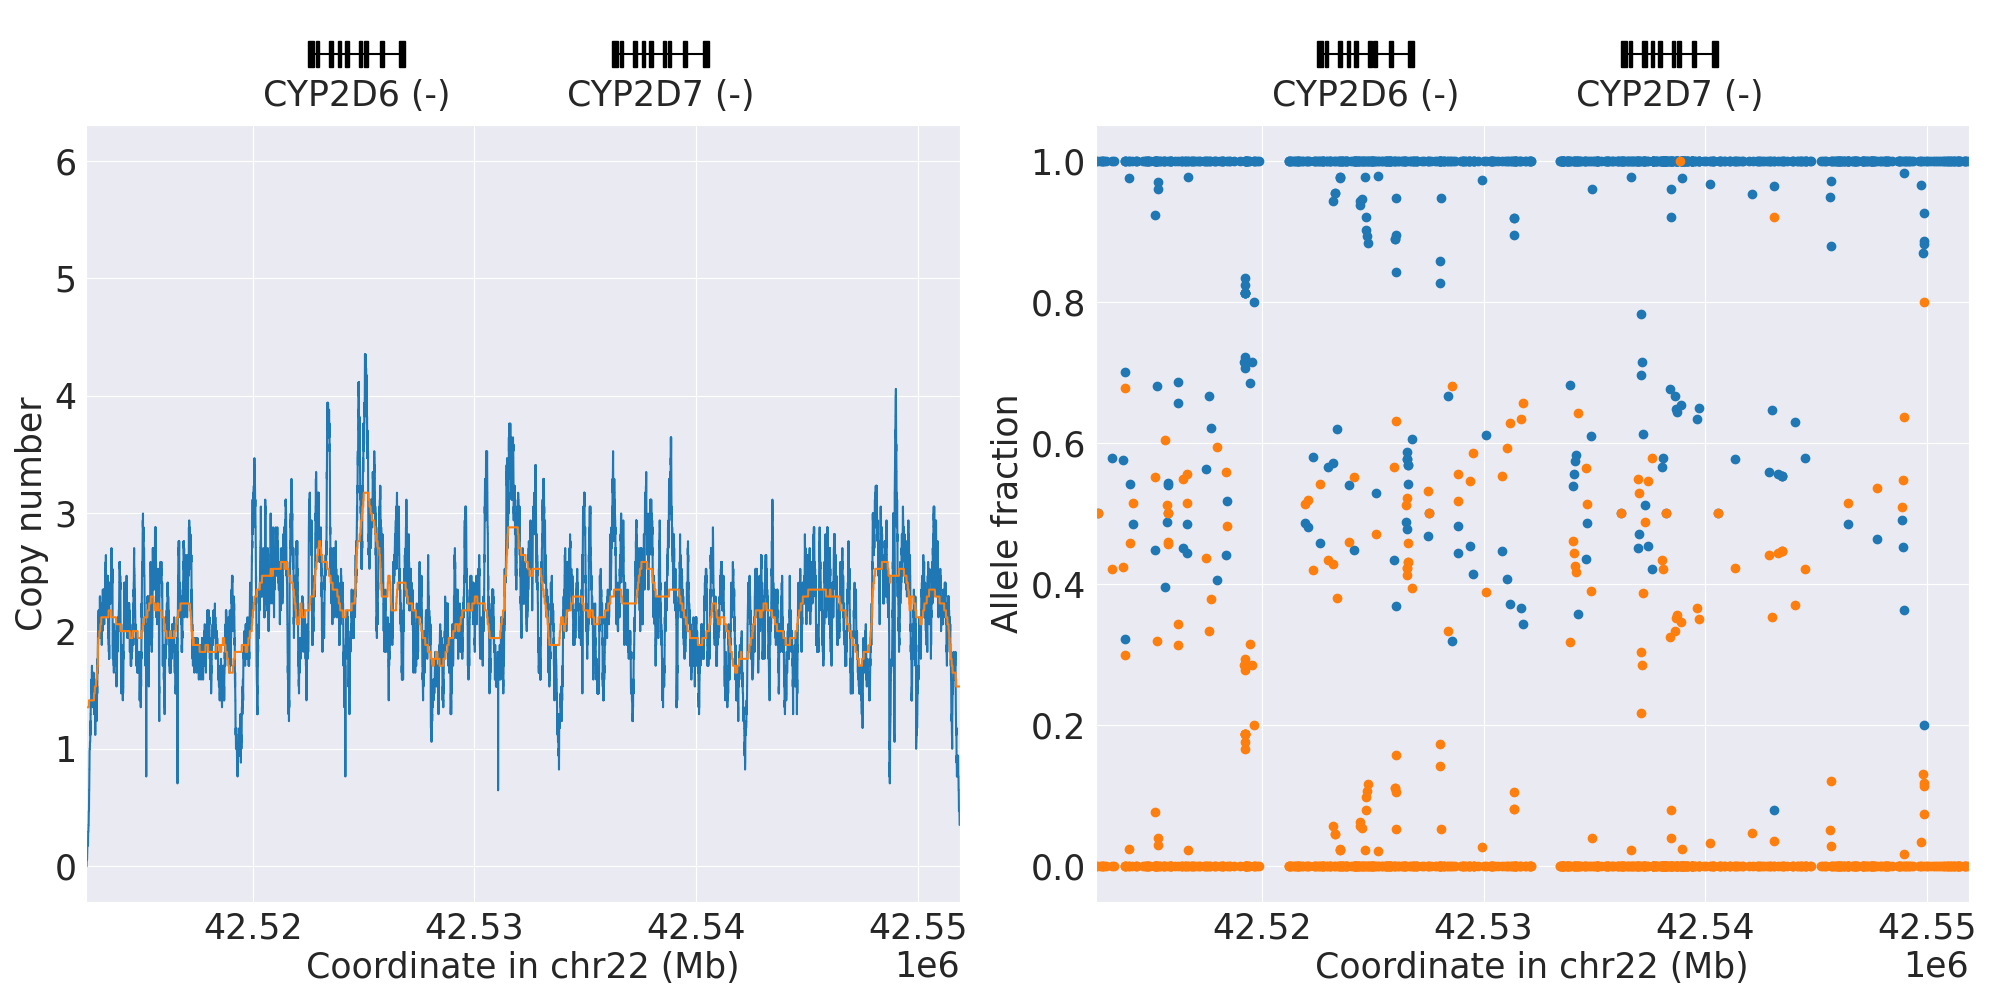 CYP2D6 (-)
CYP2D7 (-)
6
5
4
3
2
1
0
Copy number
42.52
42.53
42.54
42.55
Coordinate in chr22 (Mb)
1e6
CYP2D6 (-)
CYP2D7 (-)
1.0
0.8
0.6
0.4
0.2
0.0
Allele fraction
42.52
42.53
42.54
42.55
Coordinate in chr22 (Mb)
1e6